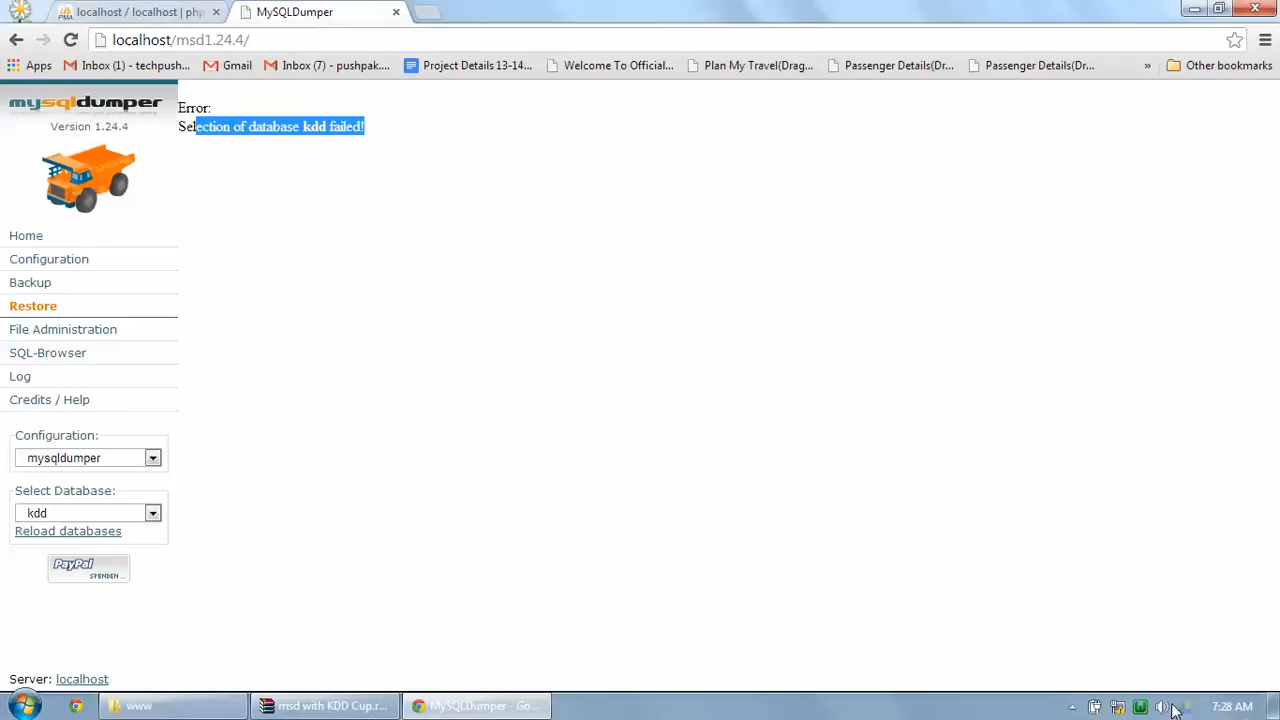 localhost / localhost | php
MySQLDumper
localhost/msd1.24.4/
Apps
Inbox (1) - techpush...
Gmail
Inbox (7) - pushpak...
Project Details 13-14...
Welcome To Official...
Plan My Travel(Drag...
Passenger Details(Dr...
Passenger Details(Dr...
»
Other bookmarks
mysqldumper
Version 1.24.4
Error:
Selection of database kdd failed!
Home
Configuration
Backup
Restore
File Administration
SQL-Browser
Log
Credits / Help
Configuration:
mysqldumper
Select Database:
kdd
Reload databases
PayPal
SPENDEN ...
Server: localhost
www
msd with KDD Cup.r...
MySQLDumper - Go...
7:28 AM